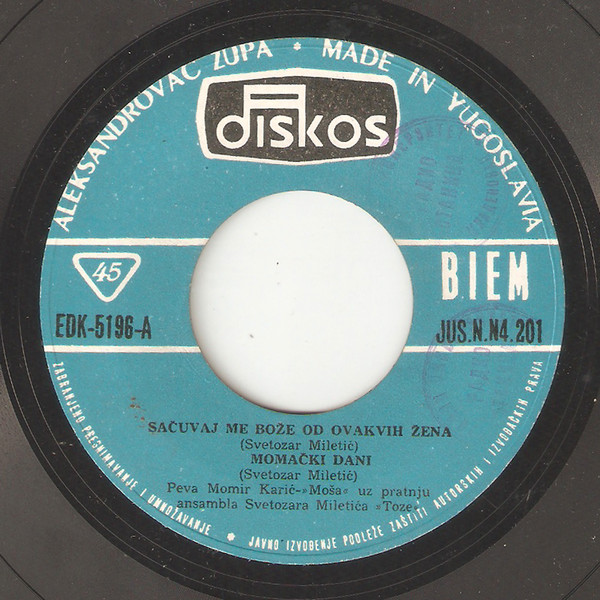 ALEKSANDROVAC ŽUPA * MADE IN YUGOSLAVIA
diskos
45
BIEM
EDK-5196-A
JUS.N.N4.201
SAČUVAJ ME BOŽE OD OVAKVIH ŽENA
(Svetozar Miletić)
MOMAČKI DANI
(Svetozar Miletić)
Peva Momir Karić-»Moša« uz pratnju
ansambla Svetozara Miletića »Toze«
ZABRANJENO PRESNIMAVANJE I UMNOŽAVANJE * JAVNO IZVOĐENJE PODLEŽE ZAŠTITI AUTORSKIH I IZVOĐAČKIH PRAVA